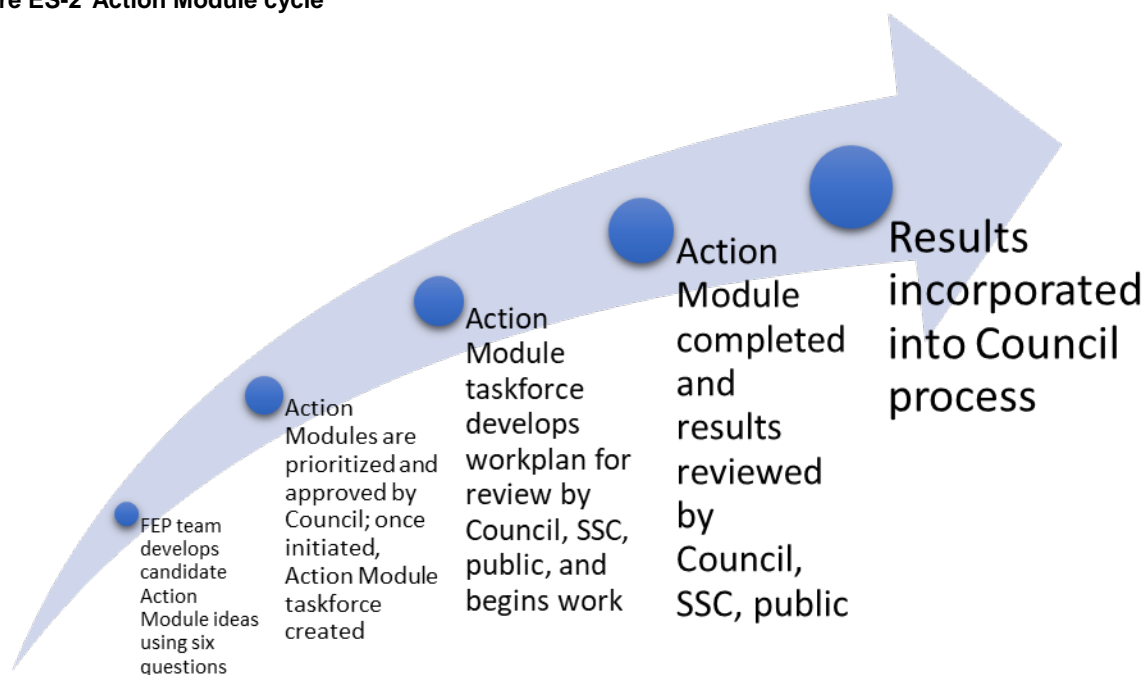 re ES-2 Action Module cycle
FEP team
develops
candidate
Action
Module ideas
using six
questions
Action
Modules are
prioritized and
approved by
Council; once
initiated,
Action Module
taskforce
created
Action
Module
taskforce
develops
workplan for
review by
Council, SSC,
public, and
begins work
Action
Module
completed
and
results
reviewed
by
Council,
SSC, public
Results
incorporated
into Council
process